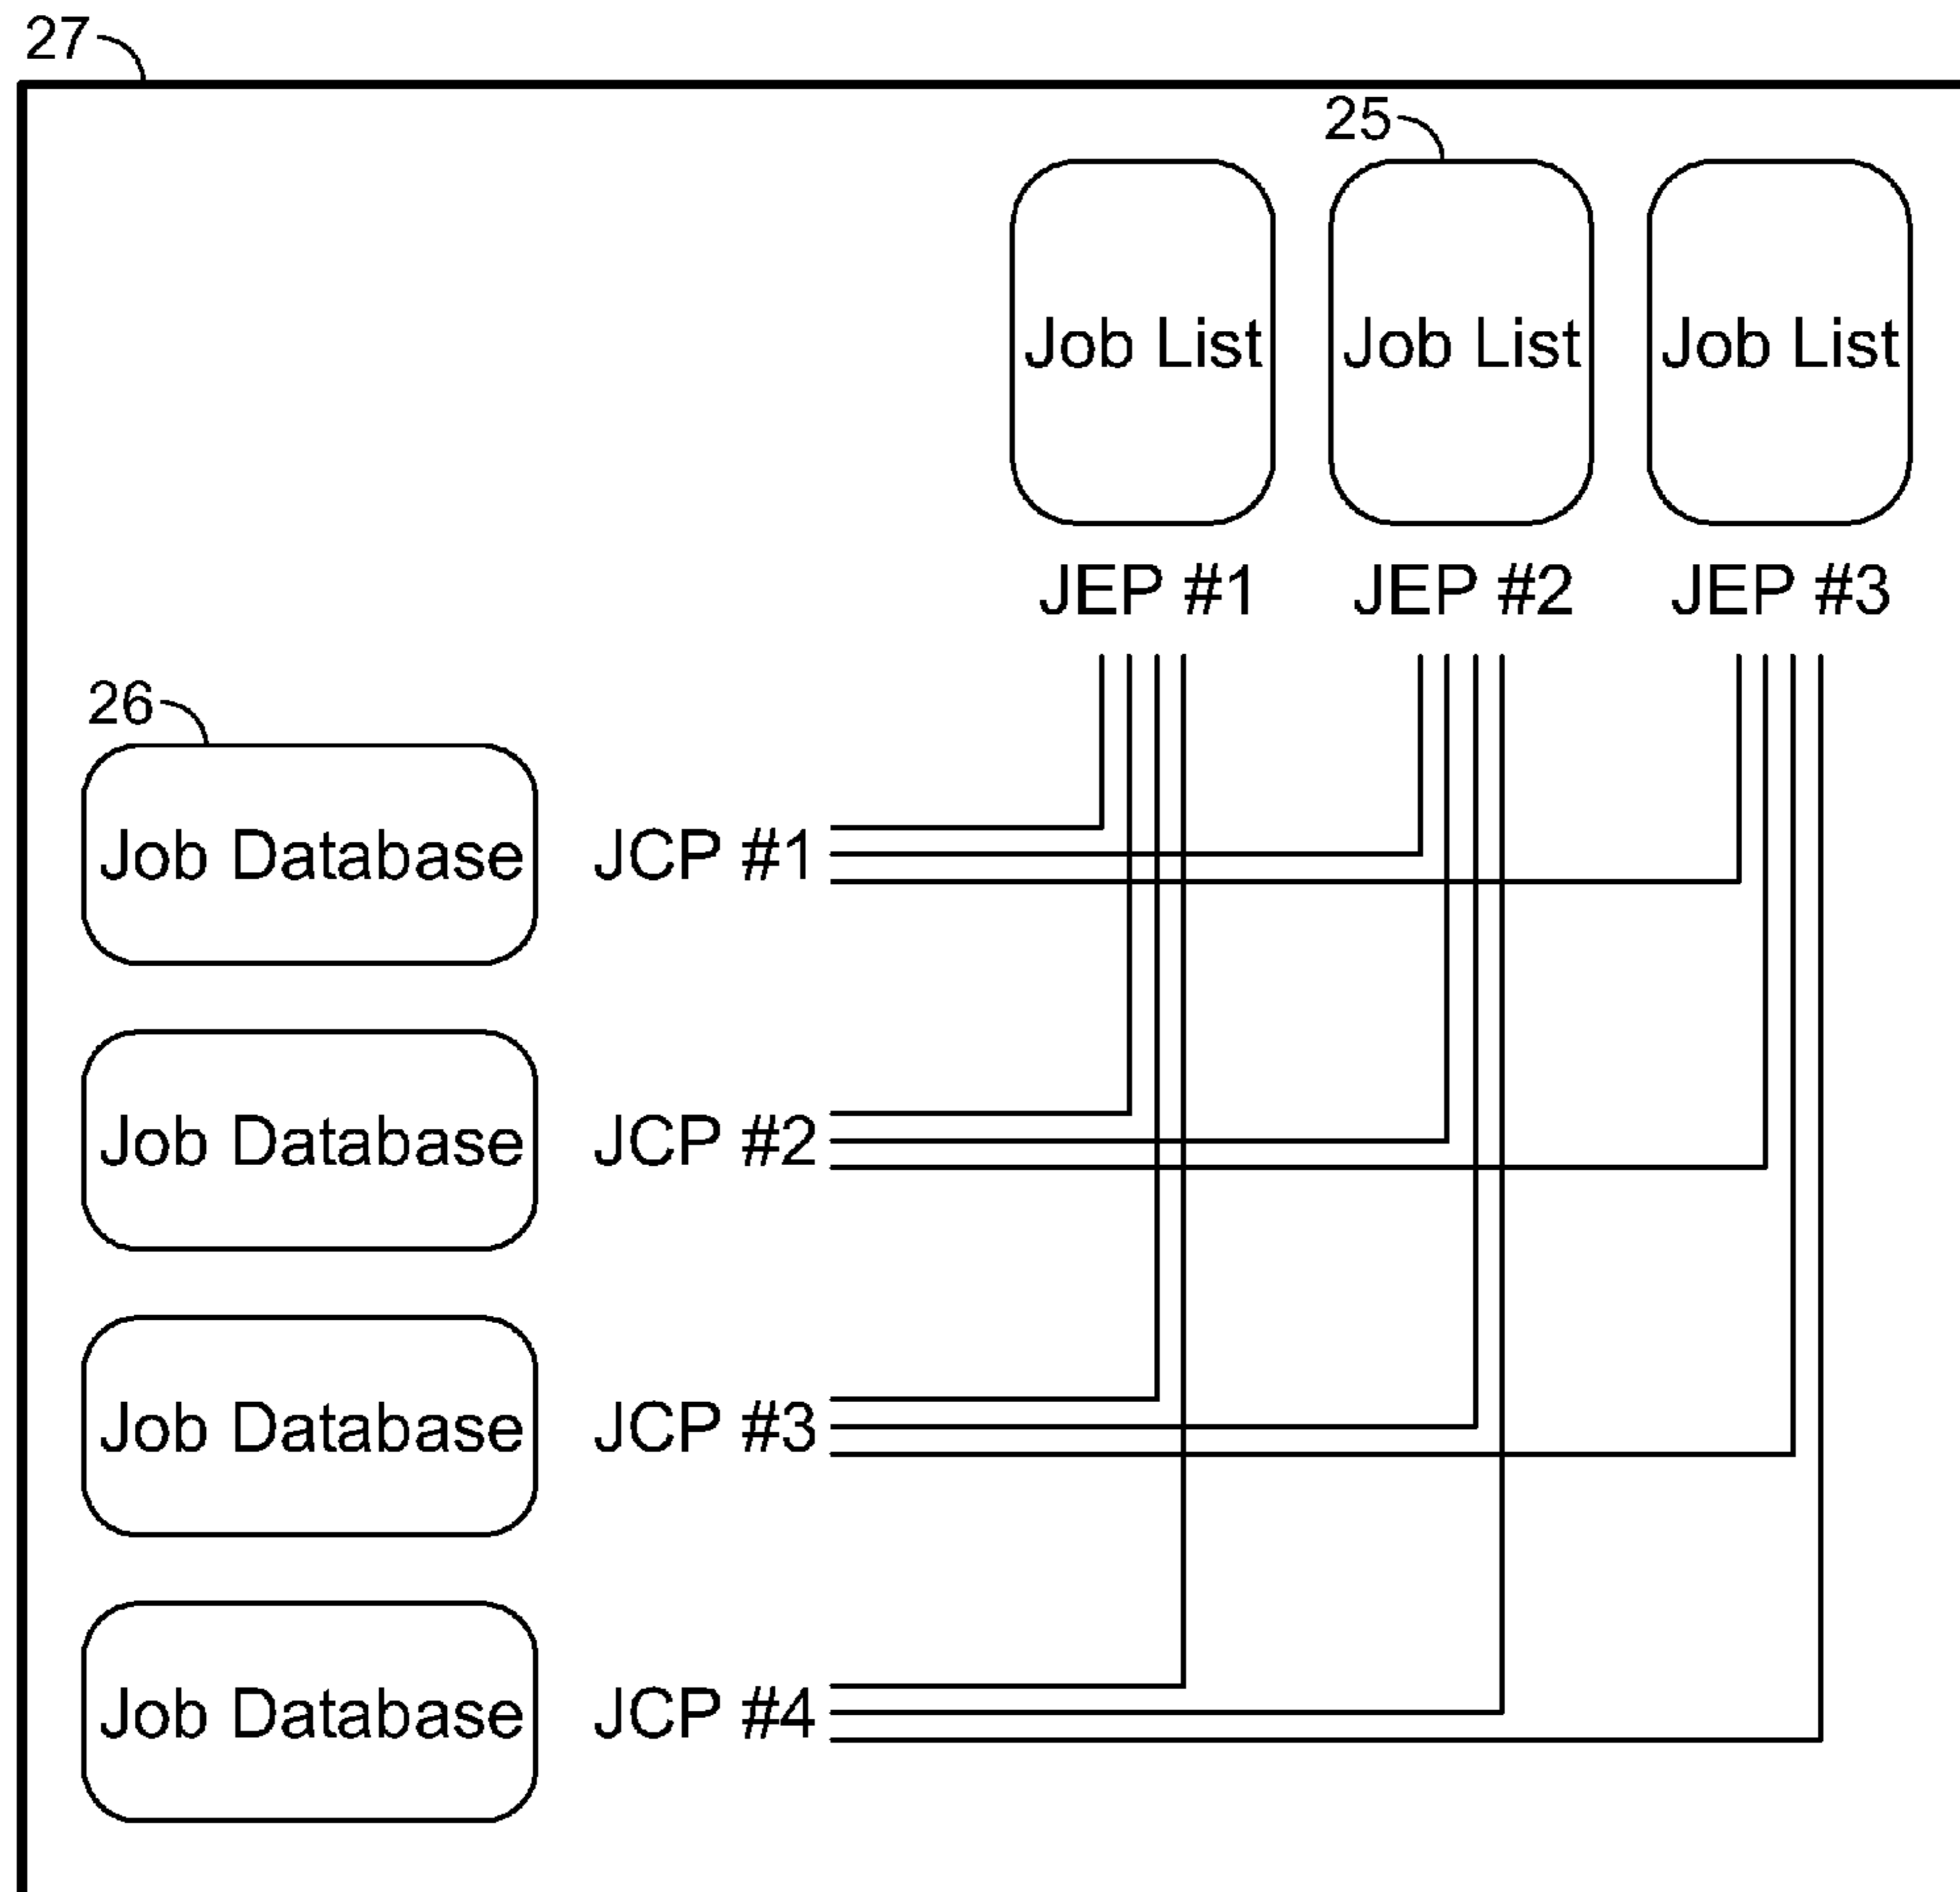 27
25
Job List
Job List
Job List
JEP #1
JEP #2
JEP #3
26
Job Database
JCP #1
Job Database
JCP #2
Job Database
JCP #3
Job Database
JCP #4